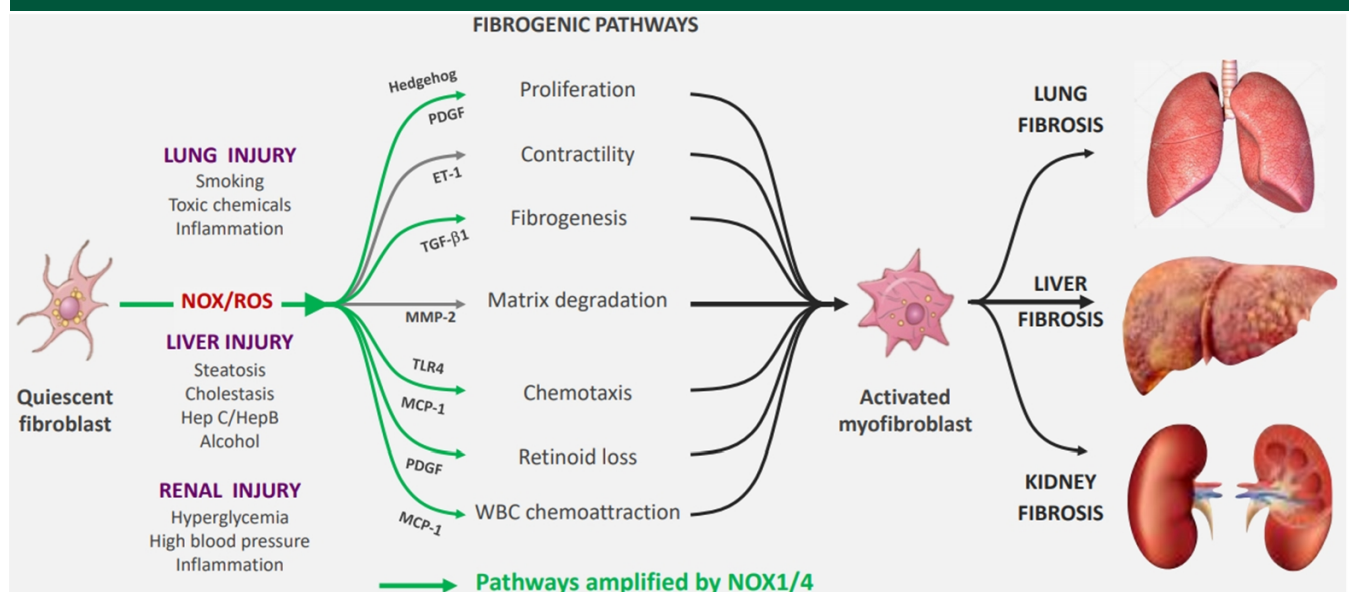 FIBROGENIC PATHWAYS
LUNG INJURY
Smoking
Toxic chemicals
Inflammation
Quiescent
fibroblast
NOX/ROS
LIVER INJURY
Steatosis
Cholestasis
Hep C/HepB
Alcohol
RENAL INJURY
Hyperglycemia
High blood pressure
Inflammation
Hedgehog
PDGF
Proliferation
ET-1
Contractility
TGF-β1
Fibrogenesis
MMP-2
Matrix degradation
TLR4
MCP-1
Chemotaxis
PDGF
Retinoid loss
MCP-1
WBC chemoattraction
Activated
myofibroblast
LUNG
FIBROSIS
LIVER
FIBROSIS
KIDNEY
FIBROSIS
Pathways amplified by NOX1/4